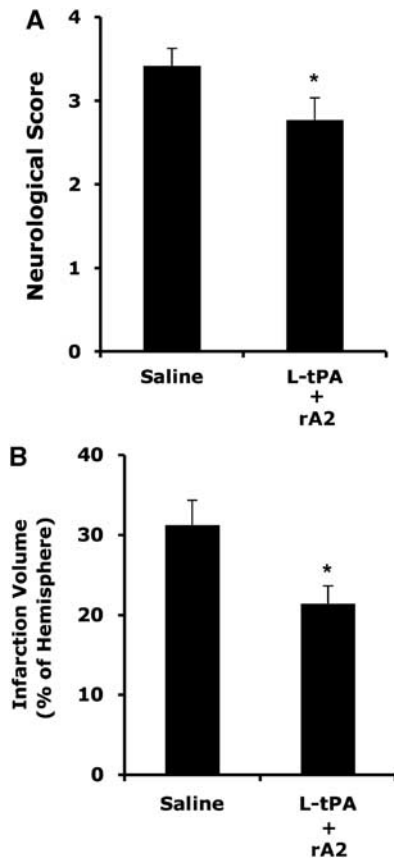 A
Neurological Score
4
3
2
1
0
*
Saline
L-tPA
+
rA2
B
Infarction Volume
(% of Hemisphere)
40
30
20
10
0
*
Saline
L-tPA
+
rA2